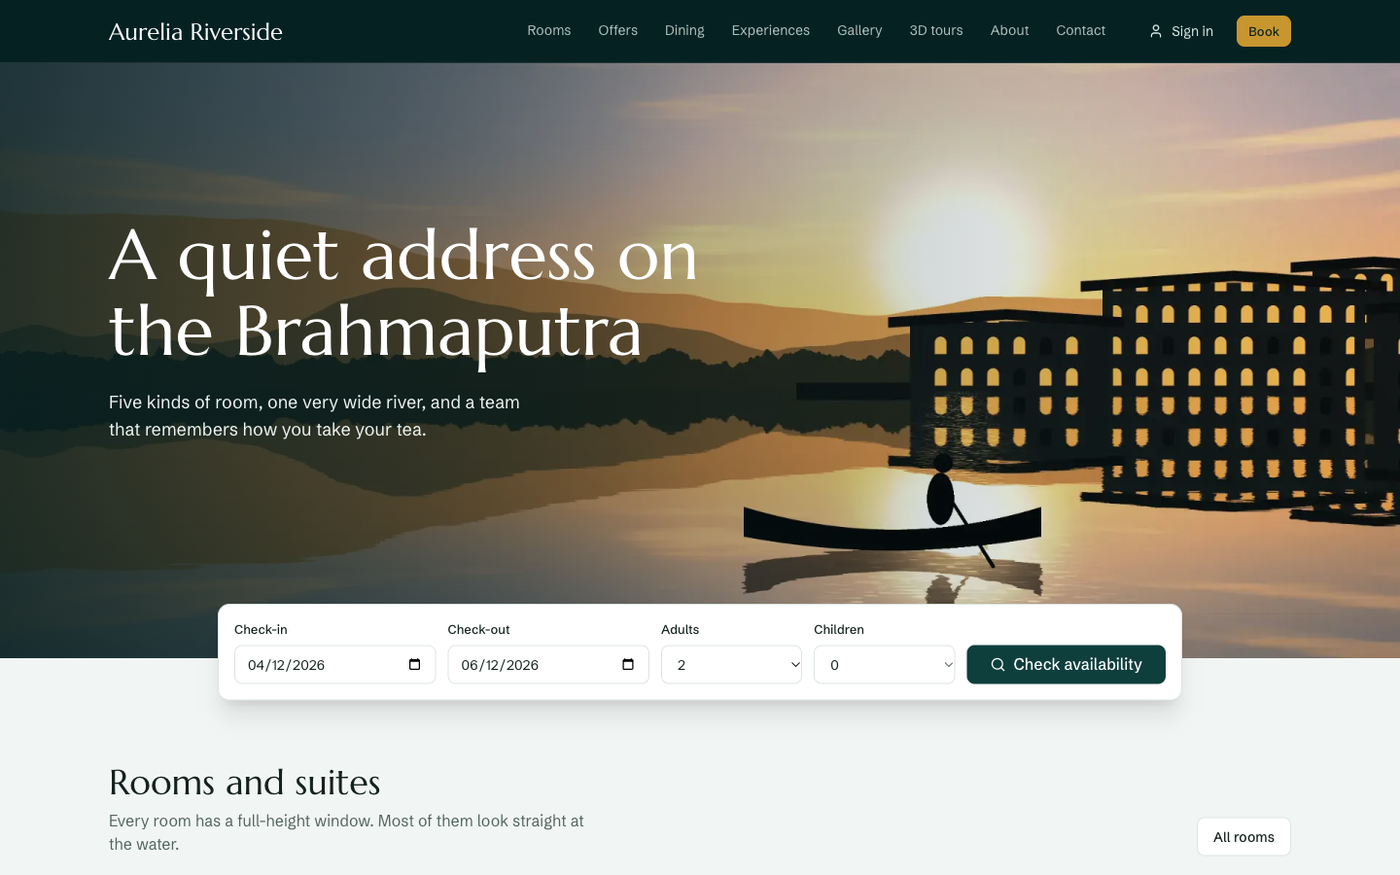 Aurelia Riverside
Rooms
Offers
Dining
Experiences
Gallery
3D tours
About
Contact
Sign in
Book
A quiet address on
the Brahmaputra
Five kinds of room, one very wide river, and a team
that remembers how you take your tea.
Check-in
Check-out
Adults
Children
04/12/2026
06/12/2026
2
0
Check availability
Rooms and suites
Every room has a full-height window. Most of them look straight at
the water.
All rooms